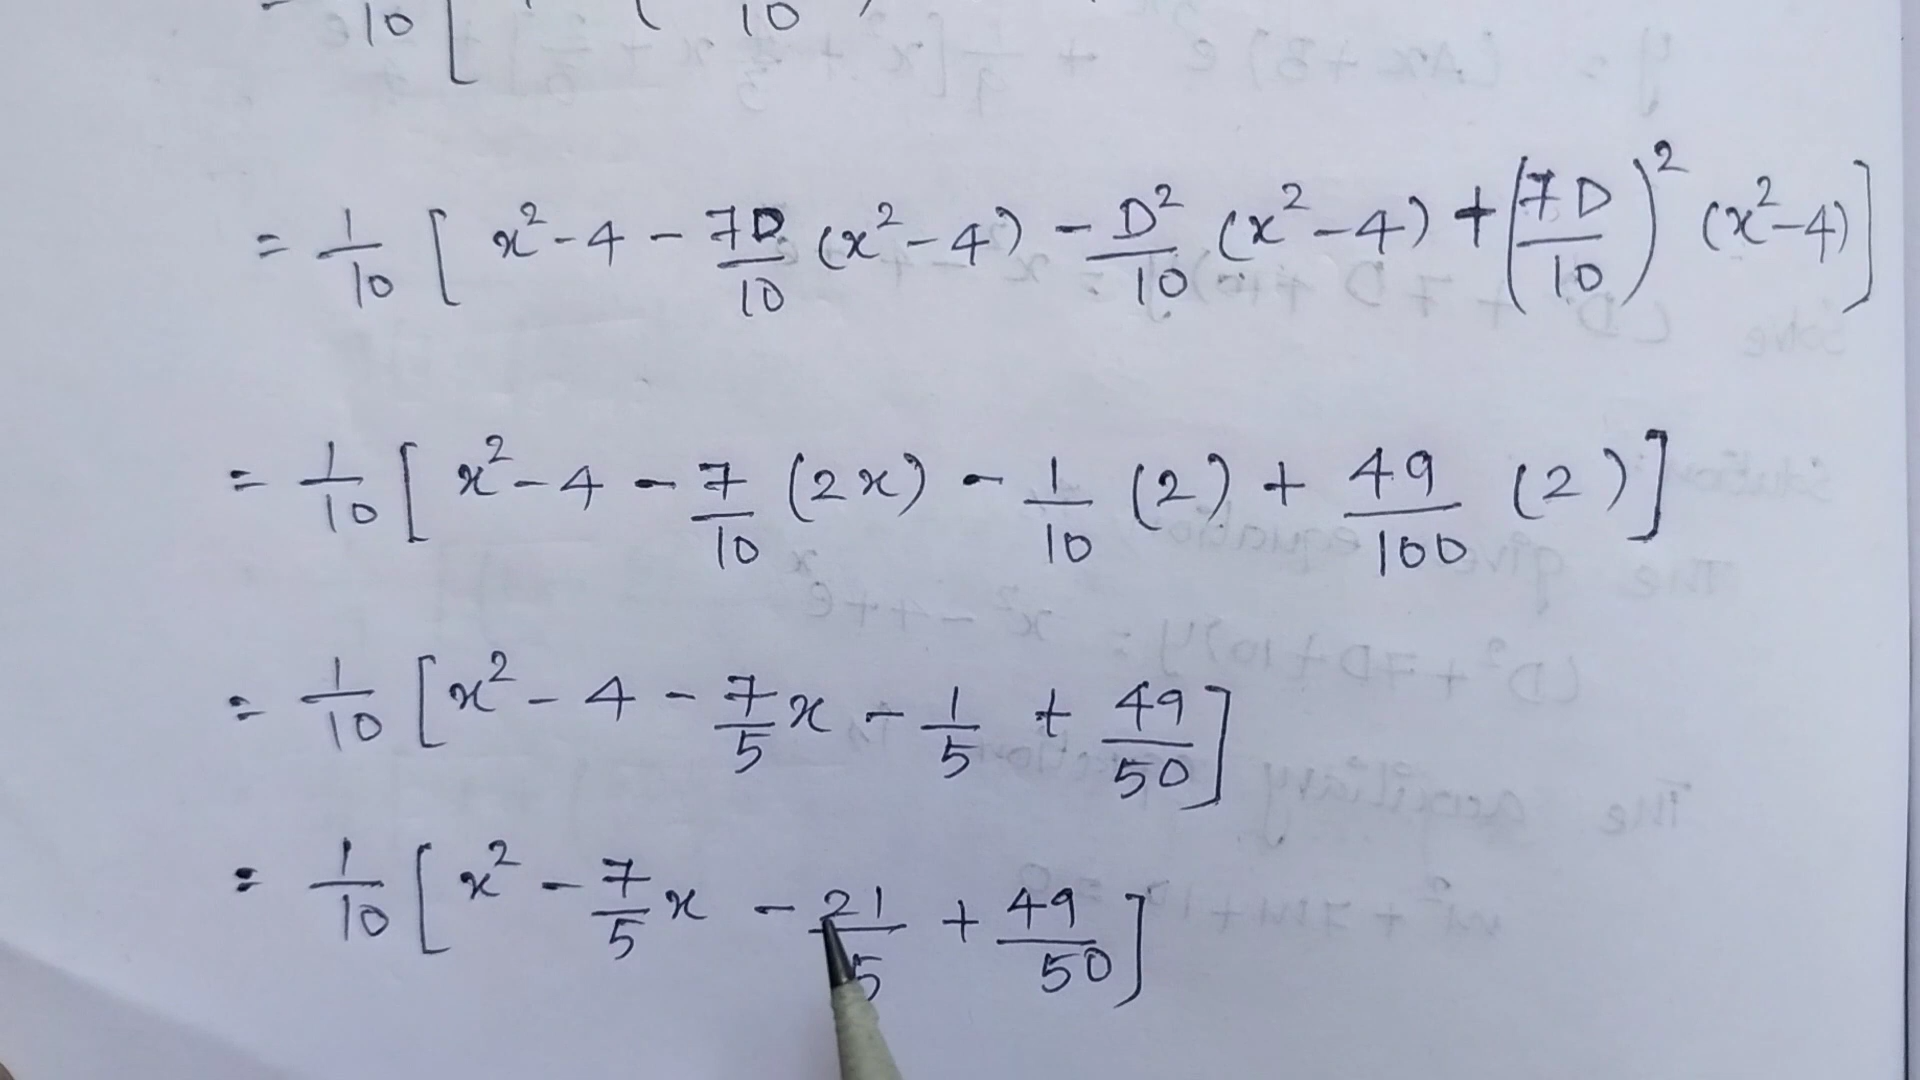 = 1/10 [ x² - 4 - 7D/10 (x² - 4) - D²/10 (x² - 4) + (7D/10)² (x² - 4) ]
= 1/10 [ x² - 4 - 7/10 (2x) - 1/10 (2) + 49/100 (2) ]
= 1/10 [ x² - 4 - 7/5 x - 1/5 + 49/50 ]
= 1/10 [ x² - 7/5 x - 21/5 + 49/50 ]